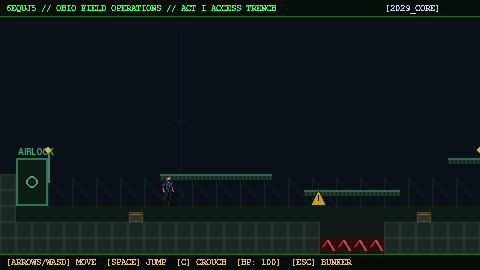 6EQUJ5 // OHIO FIELD OPERATIONS // ACT I ACCESS TRENCH
[2029_CORE]
AIRLOCK
[ARROWS/WASD] MOVE [SPACE] JUMP [C] CROUCH [HP: 100] [ESC] BUNKER